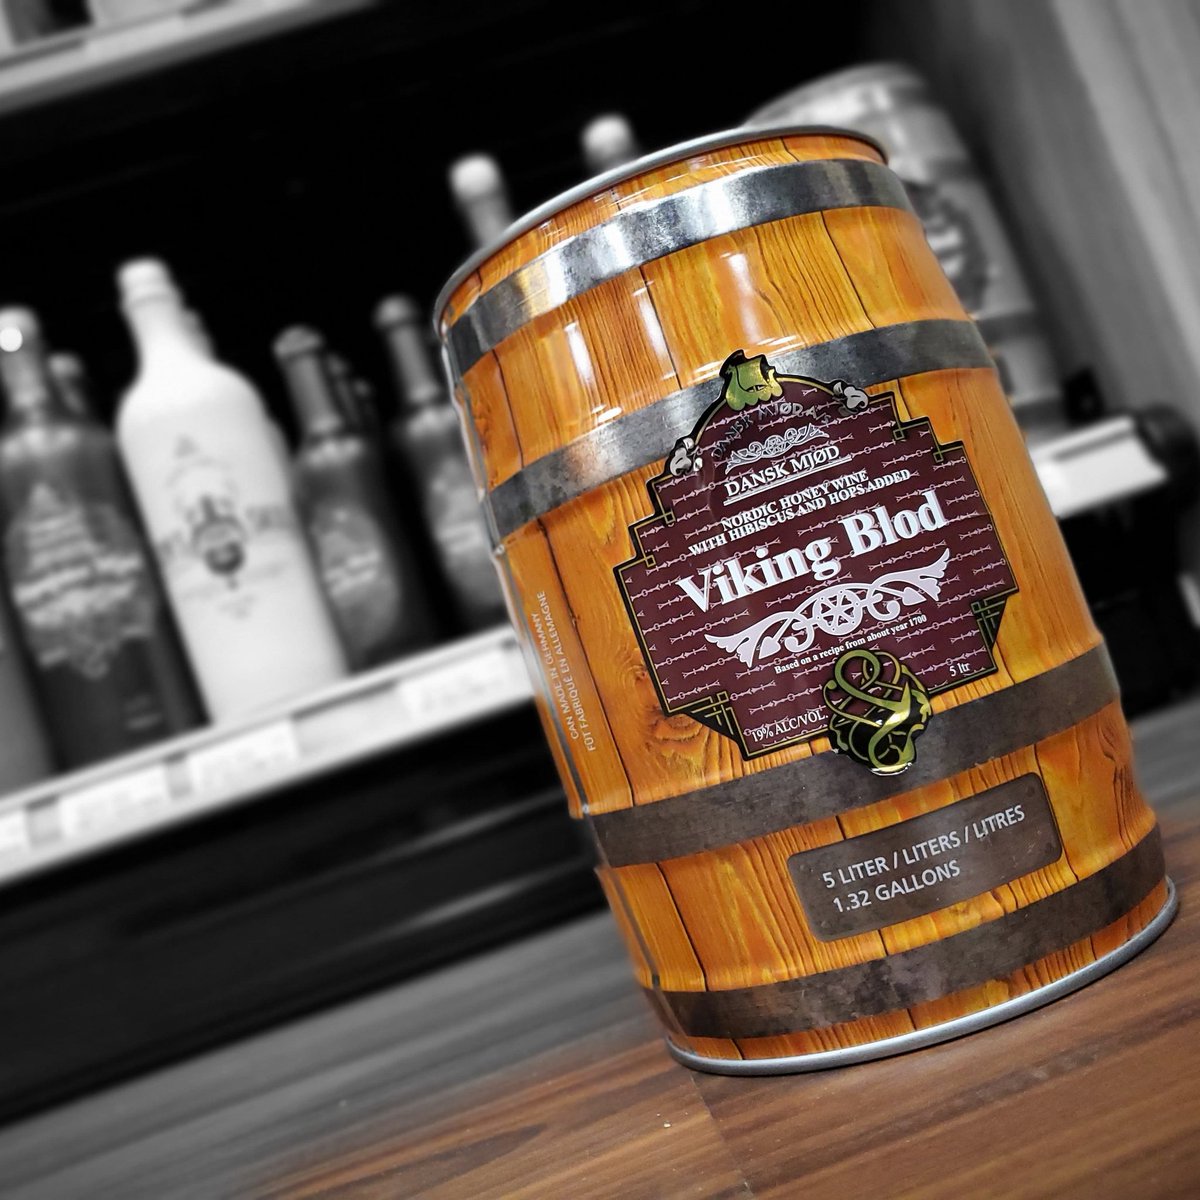 DANSK MJØD A/S
DANSK MJØD
NORDIC HONEY WINE
WITH HIBISCUS AND HOPS ADDED
Viking Blod
Based on a recipe from about year 1700
5 ltr
19% ALC/VOL.
CAN MADE IN GERMANY
FÛT FABRIQUE EN ALLEMAGNE
5 LITER / LITERS / LITRES
1.32 GALLONS